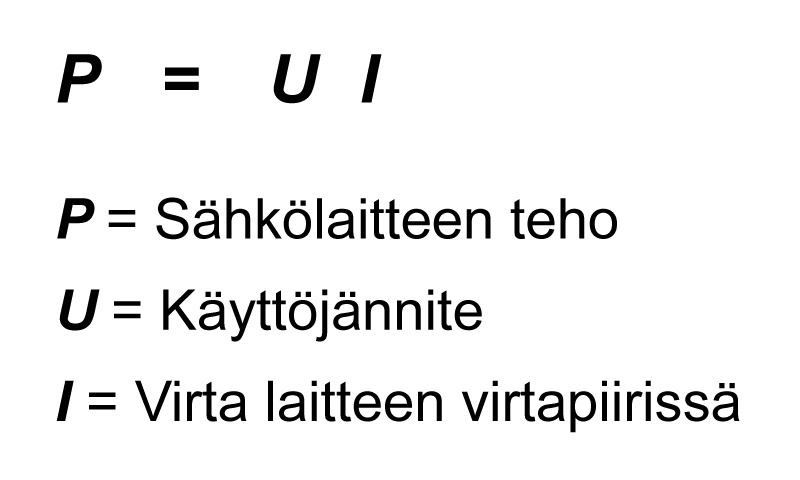 P = U I
P = Sähkölaitteen teho
U = Käyttöjännite
I = Virta laitteen virtapiirissä